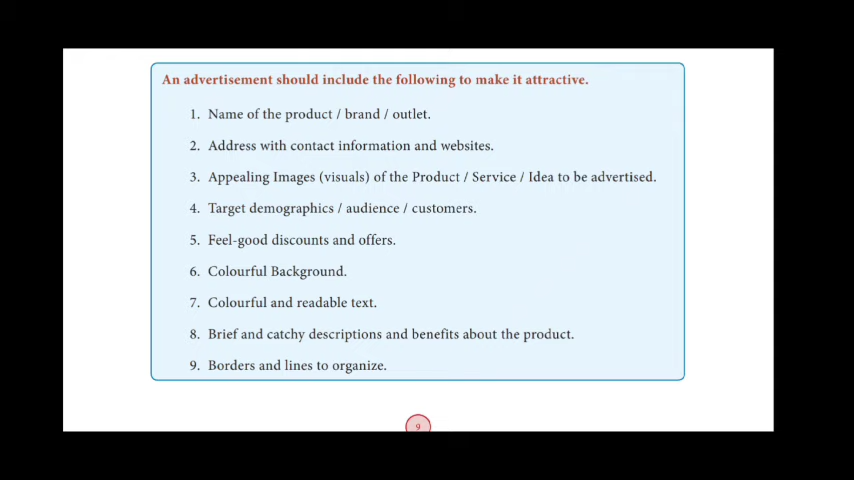 An advertisement should include the following to make it attractive.
1. Name of the product / brand / outlet.
2. Address with contact information and websites.
3. Appealing Images (visuals) of the Product / Service / Idea to be advertised.
4. Target demographics / audience / customers.
5. Feel-good discounts and offers.
6. Colourful Background.
7. Colourful and readable text.
8. Brief and catchy descriptions and benefits about the product.
9. Borders and lines to organize.
9